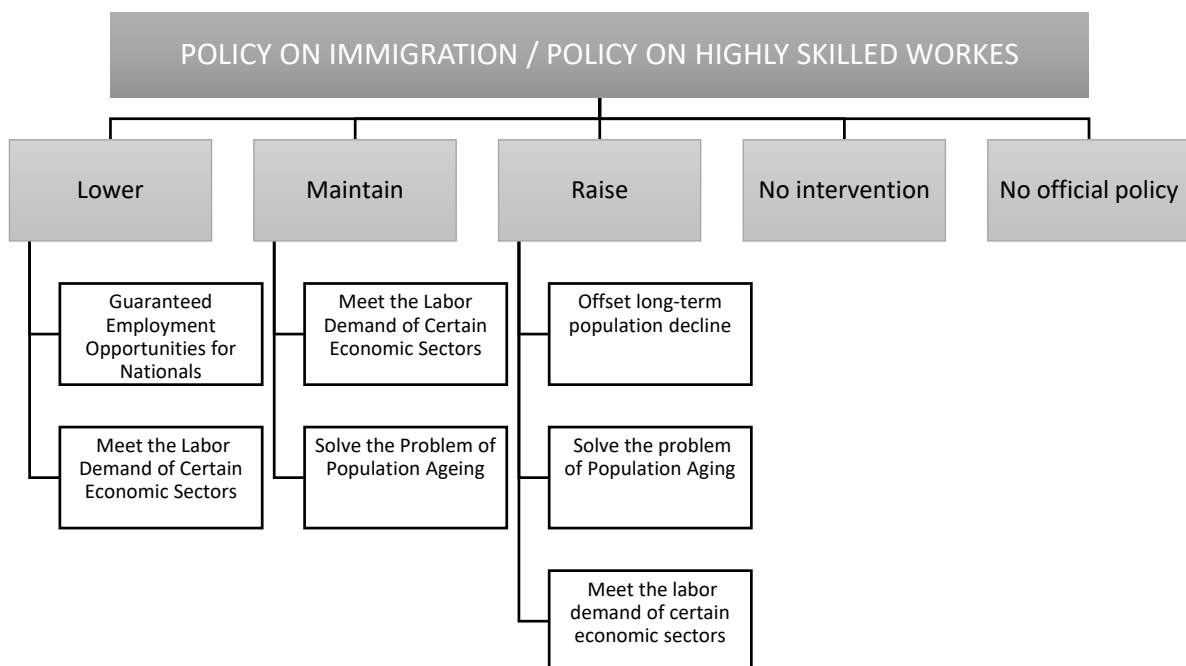 POLICY ON IMMIGRATION / POLICY ON HIGHLY SKILLED WORKES
Lower
Maintain
Raise
No intervention
No official policy
Guaranteed
Employment
Opportunities for
Nationals
Meet the Labor
Demand of Certain
Economic Sectors
Meet the Labor
Demand of Certain
Economic Sectors
Solve the Problem of
Population Ageing
Offset long-term
population decline
Solve the problem
of Population Aging
Meet the labor
demand of certain
economic sectors